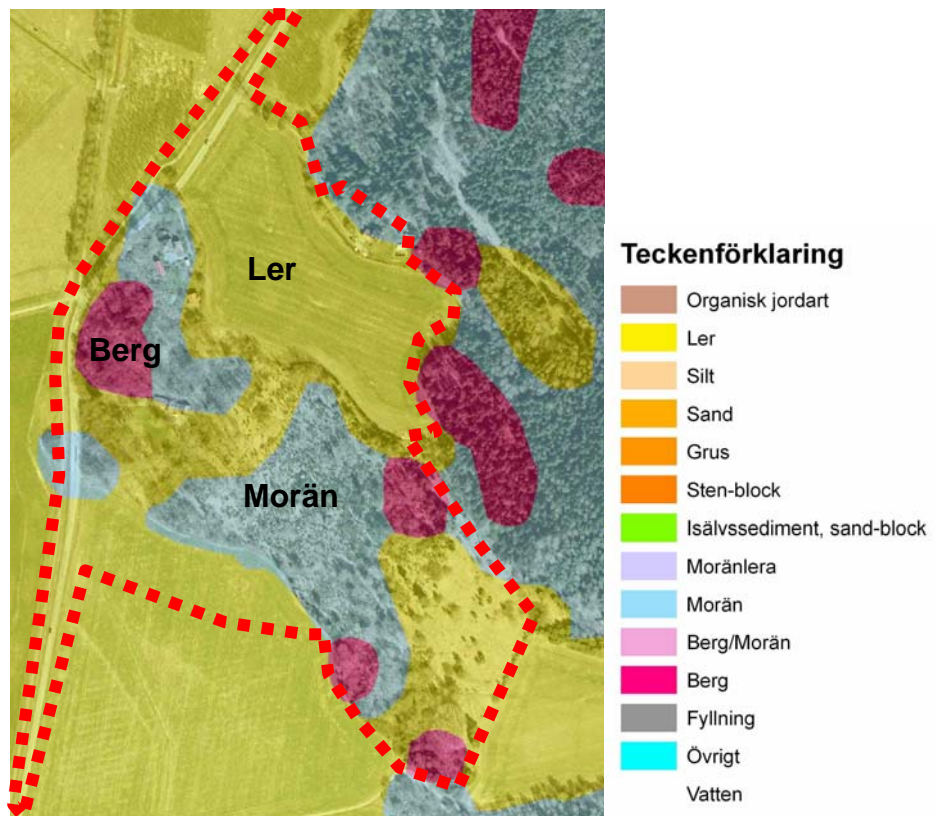 Ler
Berg
Morän
Teckenförklaring
Organisk jordart
Ler
Silt
Sand
Grus
Sten-block
Isälvssediment, sand-block
Moränlera
Morän
Berg/Morän
Berg
Fyllning
Övrigt
Vatten